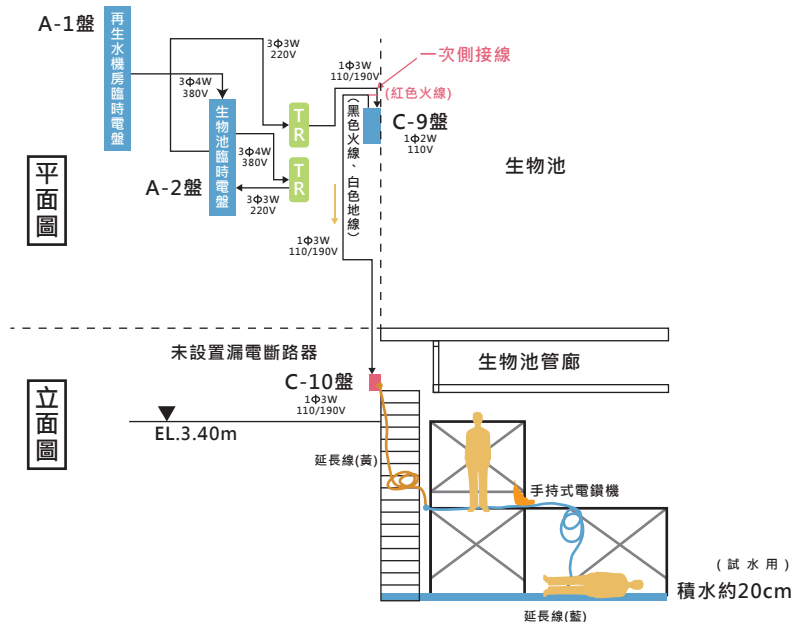 A-1盤
再生水機房臨時電盤
3Φ3W
220V
3Φ4W
380V
1Φ3W
110/190V
一次側接線
(紅色火線)
TR
C-9盤
1Φ2W
110V
(黑色火線、白色地線)
生物池臨時電盤
3Φ4W
380V
TR
A-2盤
3Φ3W
220V
生物池
平面圖
1Φ3W
110/190V
未設置漏電斷路器
生物池管廊
C-10盤
1Φ3W
110/190V
立面圖
EL.3.40m
延長線(黃)
手持式電鑽機
(試水用)
積水約20cm
延長線(藍)